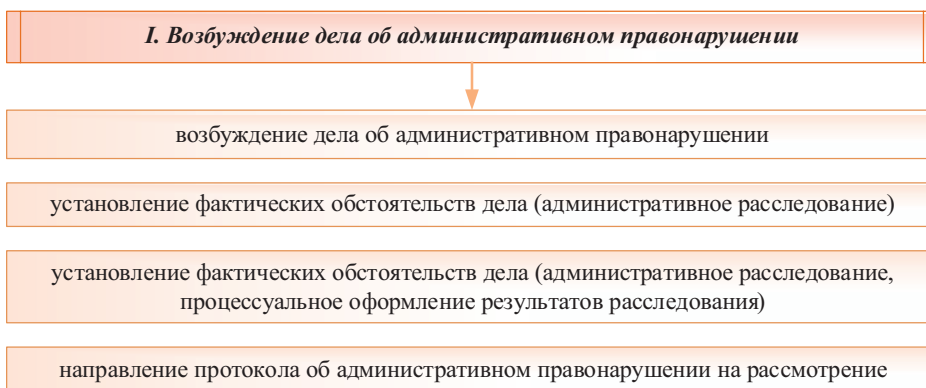 I. Возбуждение дела об административном правонарушении
возбуждение дела об административном правонарушении
установление фактических обстоятельств дела (административное расследование)
установление фактических обстоятельств дела (административное расследование,
процессуальное оформление результатов расследования)
направление протокола об административном правонарушении на рассмотрение